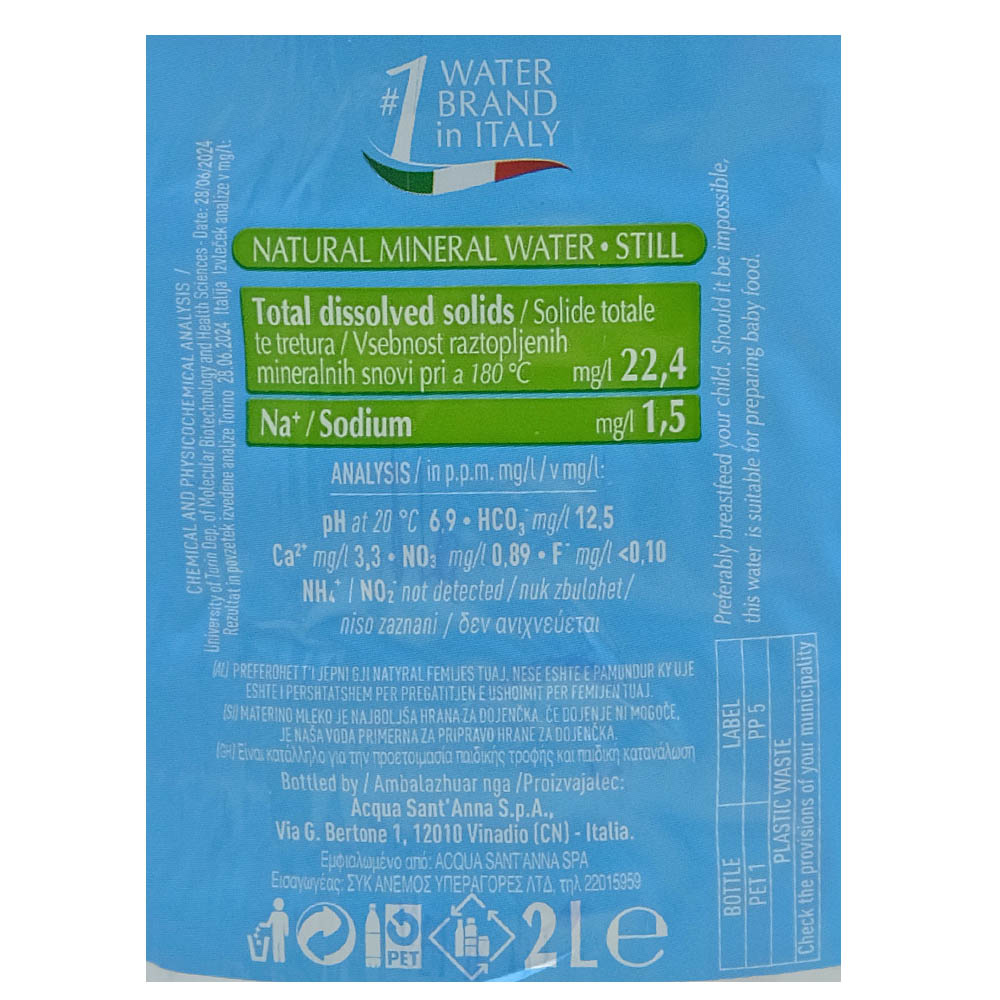 #1 WATER
BRAND
in ITALY
NATURAL MINERAL WATER • STILL
Total dissolved solids / Solide totale
te tretura / Vsebnost raztopljenih
mineralnih snovi pri a 180 °C mg/l 22,4
Na⁺ / Sodium mg/l 1,5
ANALYSIS / in p.p.m. mg/l / v mg/l:
pH at 20 °C 6,9 • HCO₃⁻ mg/l 12,5
Ca²⁺ mg/l 3,3 • NO₃⁻ mg/l 0,89 • F⁻ mg/l <0,10
NH₄⁺ / NO₂⁻ not detected / nuk zbulohet /
niso zaznani / δεν ανιχνεύεται
(AL) PREFEROHET T'I JEPNI GJI NATYRAL FEMIJES TUAJ, NESE ESHTE E PAMUNDUR KY UJE
ESHTE I PERSHTATSHEM PER PREGATITJEN E USHQIMIT PER FEMIJEN TUAJ.
(SI) MATERINO MLEKO JE NAJBOLJŠA HRANA ZA DOJENČKA. ČE DOJENJE NI MOGOČE,
JE NAŠA VODA PRIMERNA ZA PRIPRAVO HRANE ZA DOJENČKA.
(GR) Είναι κατάλληλο για την προετοιμασία παιδικής τροφής και παιδική κατανάλωση
Bottled by / Ambalazhuar nga /Proizvajalec:
Acqua Sant'Anna S.p.A.,
Via G. Bertone 1, 12010 Vinadio (CN) - Italia.
Εμφιαλωμένο από: ACQUA SANT'ANNA SPA
Εισαγωγέας: ΣΥΚ'ΑΝΕΜΟΣ ΥΠΕΡΑΓΟΡΕΣ ΛΤΔ, τηλ 22015959
PET
2L e
CHEMICAL AND PHYSICOCHEMICAL ANALYSIS /
University of Turin Dep. of Molecular Biotechnology and Health Sciences - Date: 28/06/2024
Rezultati povzetek izvedene analize Torino 28.06.2024 Italija Izvleček analize v mg/l:
Preferably breastfeed your child. Should it be impossible,
this water is suitable for preparing baby food.
BOTTLE LABEL
PET 1 PP 5
PLASTIC WASTE
Check the provisions of your municipality